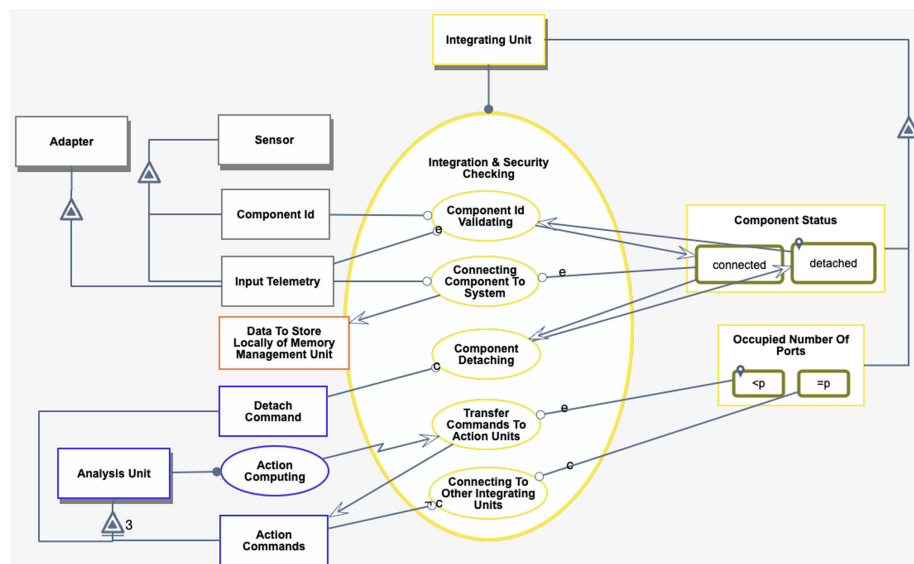 Integrating Unit
Adapter
Sensor
Integration & Security
Checking
Component Id
Component Id
Validating
e
Component Status
connected
detached
Input Telemetry
Connecting
Component To
System
e
Data To Store
Locally of Memory
Management Unit
Component
Detaching
c
Occupied Number Of
Ports
<p
=p
Detach
Command
Transfer
Commands To
Action Units
e
Analysis Unit
Action
Computing
c
Connecting To
Other Integrating
Units
¬c
3
Action
Commands